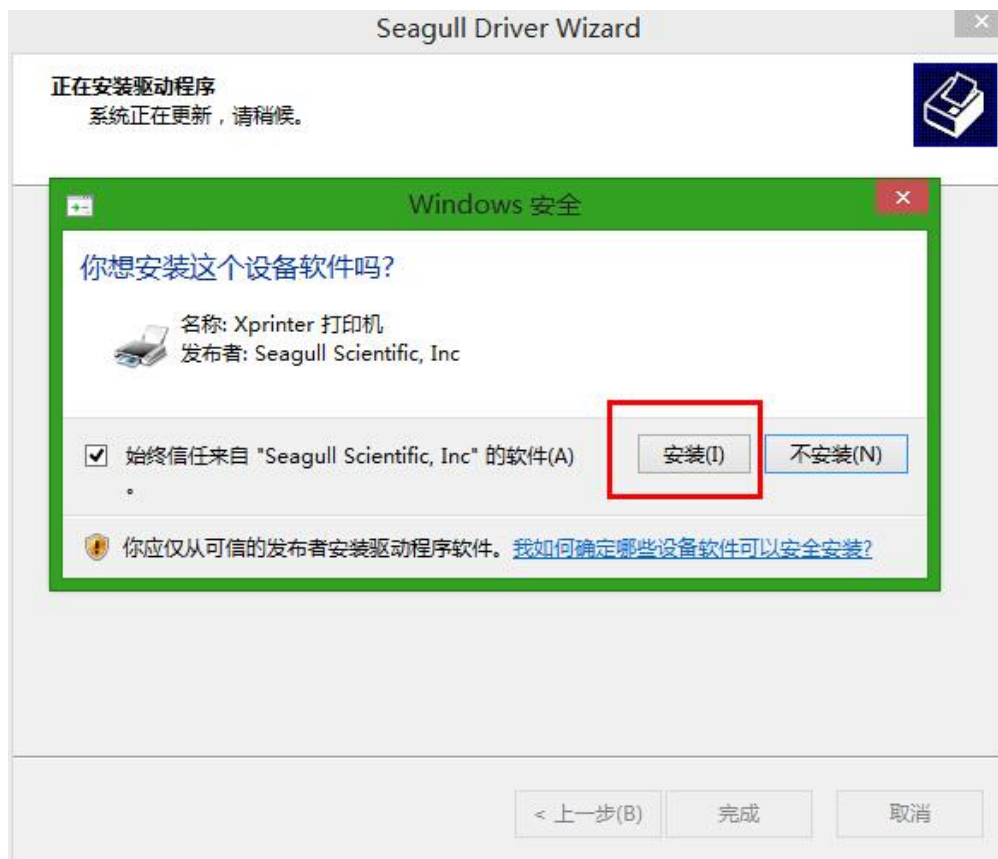 Seagull Driver Wizard
正在安装驱动程序
系统正在更新，请稍候。
Windows 安全
你想安装这个设备软件吗?
名称: Xprinter 打印机
发布者: Seagull Scientific, Inc
始终信任来自 "Seagull Scientific, Inc" 的软件(A)
。
安装(I)
不安装(N)
你应仅从可信的发布者安装驱动程序软件。我如何确定哪些设备软件可以安全安装?
< 上一步(B)
完成
取消